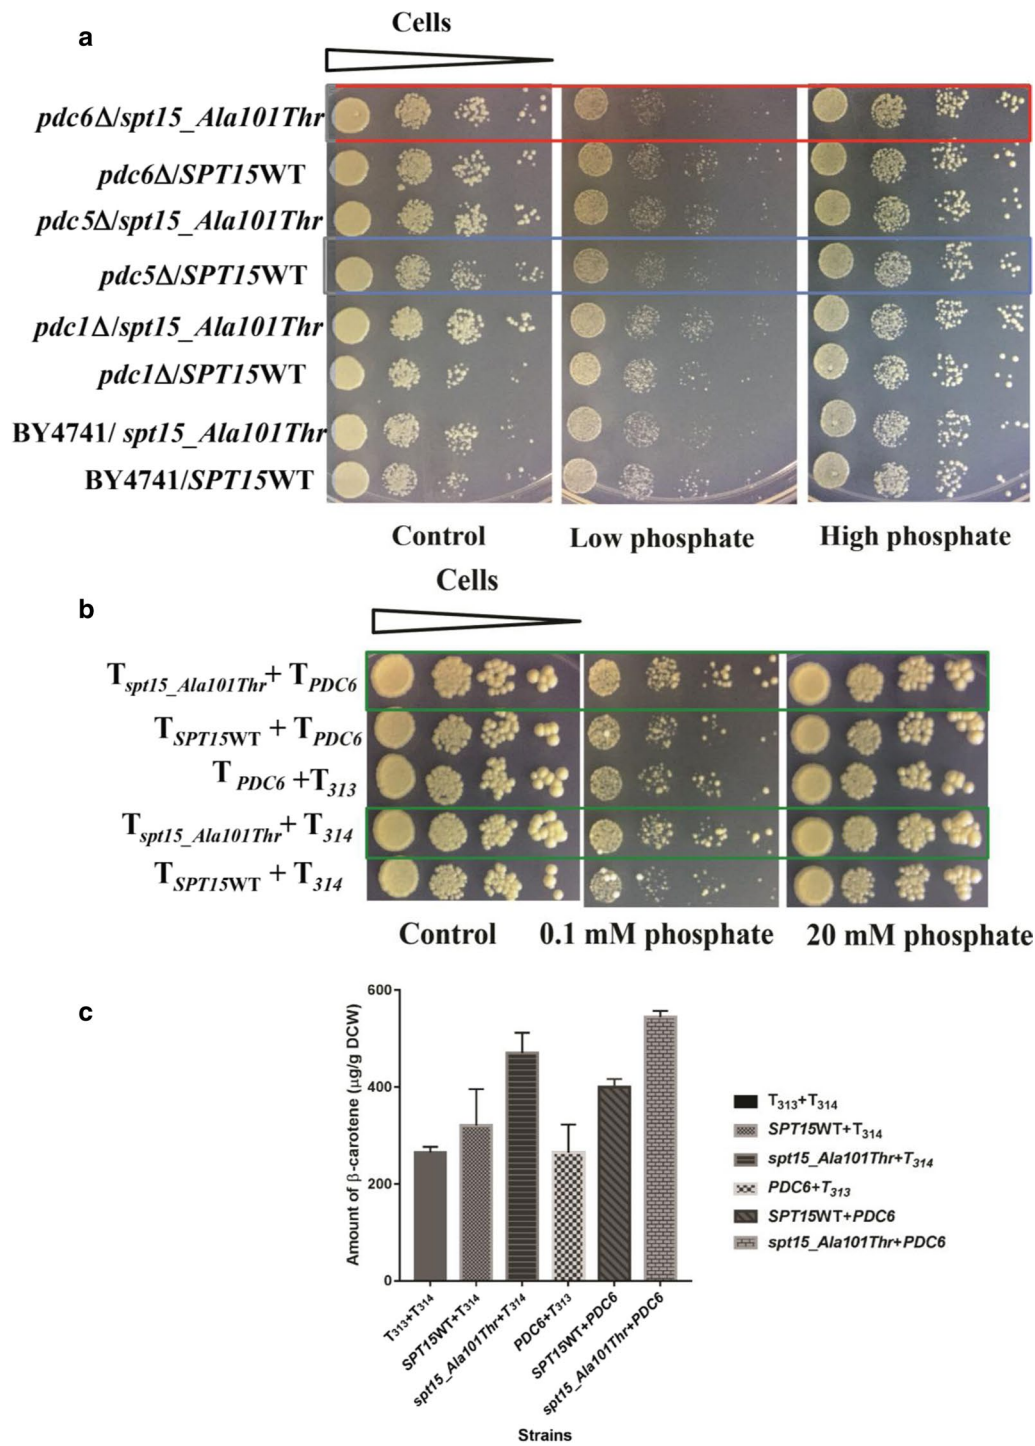 a
Cells
pdc6Δ/spt15_Ala101Thr
pdc6Δ/SPT15WT
pdc5Δ/spt15_Ala101Thr
pdc5Δ/SPT15WT
pdc1Δ/spt15_Ala101Thr
pdc1Δ/SPT15WT
BY4741/ spt15_Ala101Thr
BY4741/SPT15WT
Control Low phosphate High phosphate
Cells
b
Tspt15_Ala101Thr+ TPDC6
TSPT15WT + TPDC6
T PDC6 +T313
Tspt15_Ala101Thr+ T314
TSPT15WT + T314
Control 0.1 mM phosphate 20 mM phosphate
c
Amount of β-carotene (μg/g DCW)
600
400
200
0
T313+T314
SPT15WT+T314
spt15_Ala101Thr+T314
PDC6+T313
SPT15WT+PDC6
spt15_Ala101Thr+PDC6
Strains
T313+T314
SPT15WT+T314
spt15_Ala101Thr+T314
PDC6+T313
SPT15WT+PDC6
spt15_Ala101Thr+PDC6